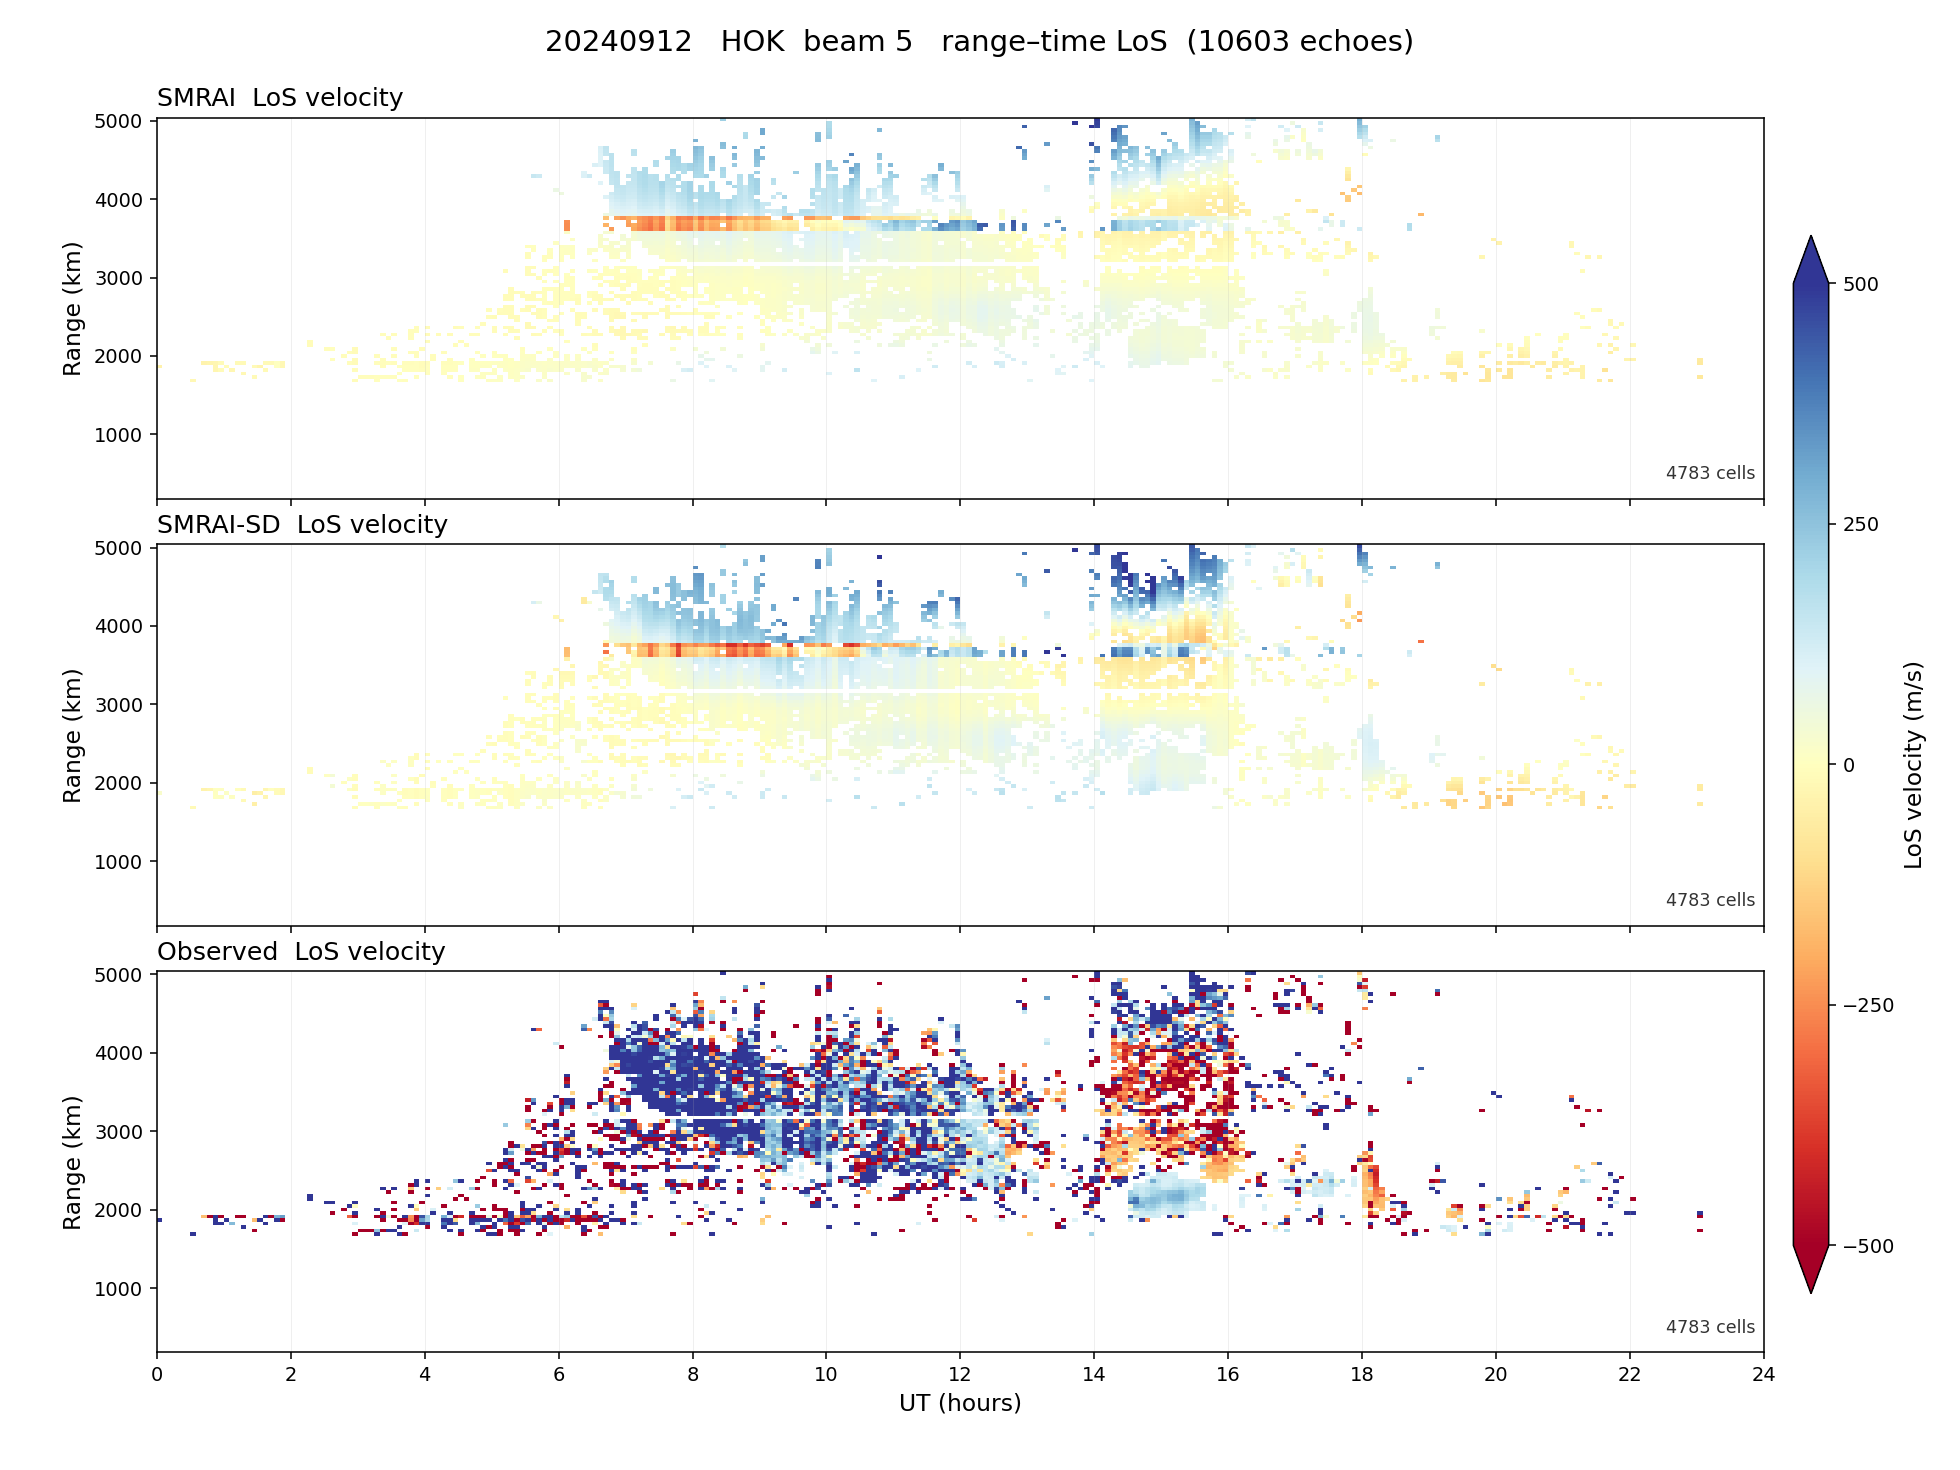 20240912   HOK  beam 5   range–time LoS  (10603 echoes)
SMRAI  LoS velocity
5000
4000
3000
2000
1000
Range (km)
4783 cells
SMRAI-SD  LoS velocity
5000
4000
3000
2000
1000
Range (km)
4783 cells
Observed  LoS velocity
5000
4000
3000
2000
1000
Range (km)
4783 cells
0 2 4 6 8 10 12 14 16 18 20 22 24
UT (hours)
500
250
0
−250
−500
LoS velocity (m/s)